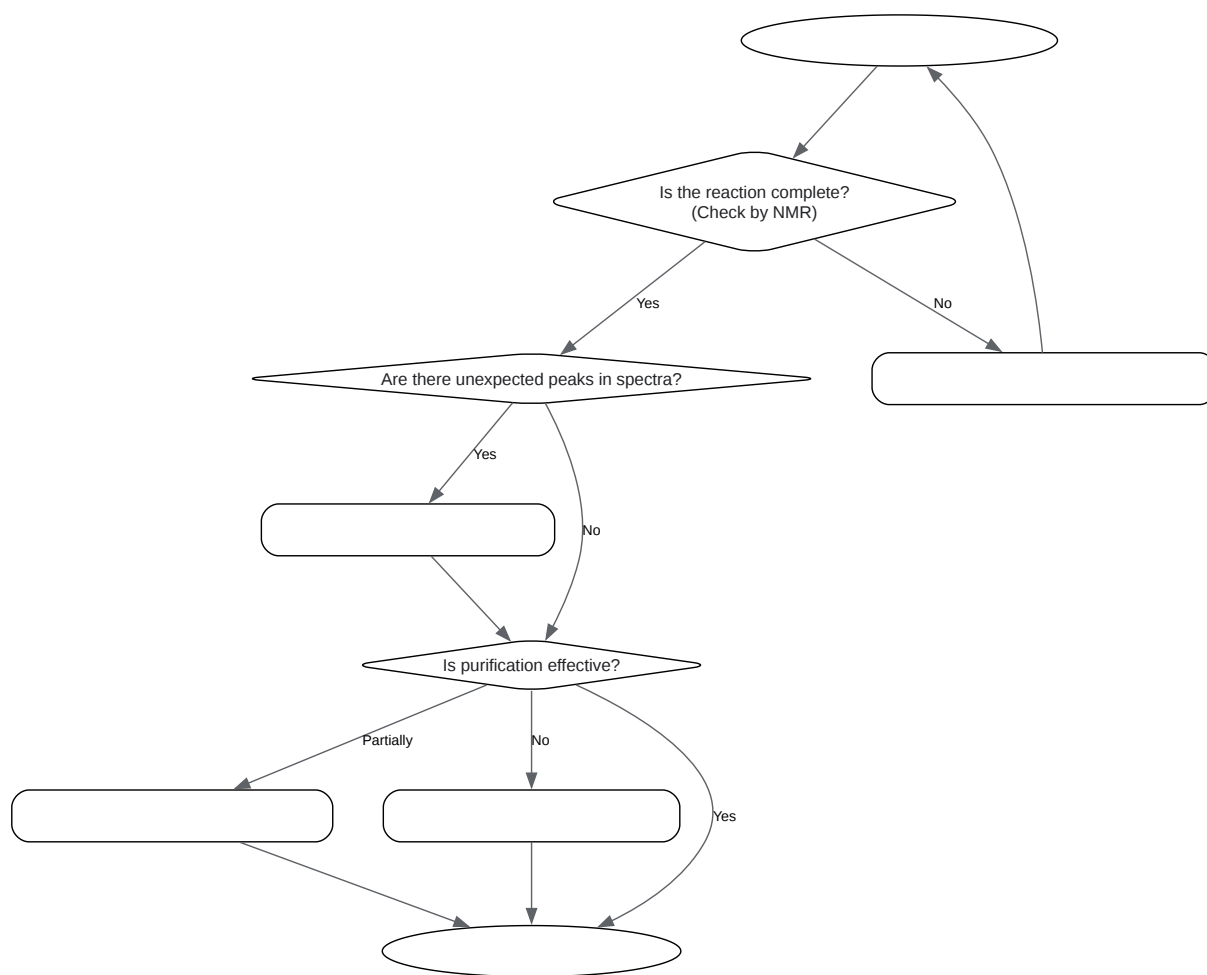 Is the reaction complete?
(Check by NMR)
Yes
No
Are there unexpected peaks in spectra?
Yes
No
Is purification effective?
Partially
No
Yes